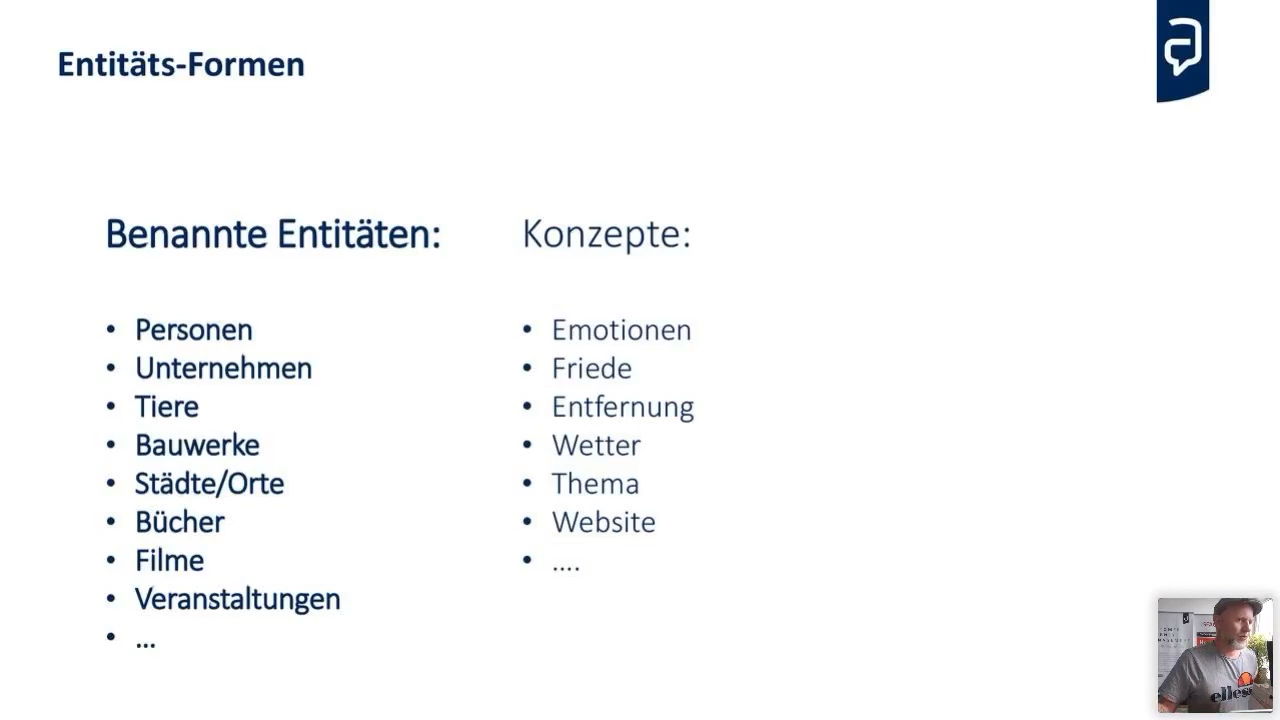 Entitäts-Formen
Benannte Entitäten:
• Personen
• Unternehmen
• Tiere
• Bauwerke
• Städte/Orte
• Bücher
• Filme
• Veranstaltungen
• ...
Konzepte:
• Emotionen
• Friede
• Entfernung
• Wetter
• Thema
• Website
• ....